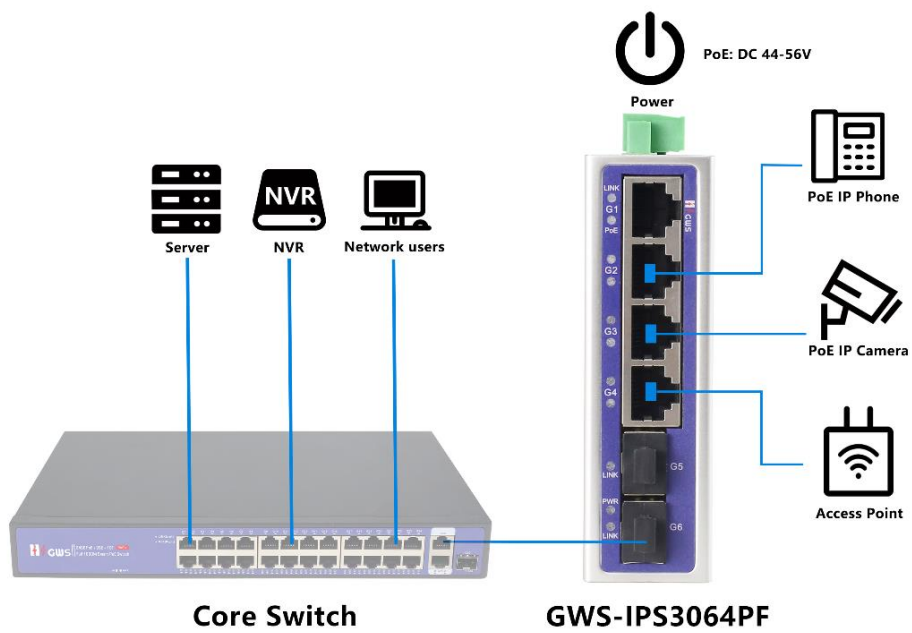 PoE: DC 44-56V
Power
PoE IP Phone
PoE IP Camera
Access Point
NVR
Server
NVR
Network users
LINK
G1
PoE
GWS
G2
G3
G4
LINK
G5
PWR
LINK
G6
GWS
Core Switch
GWS-IPS3064PF